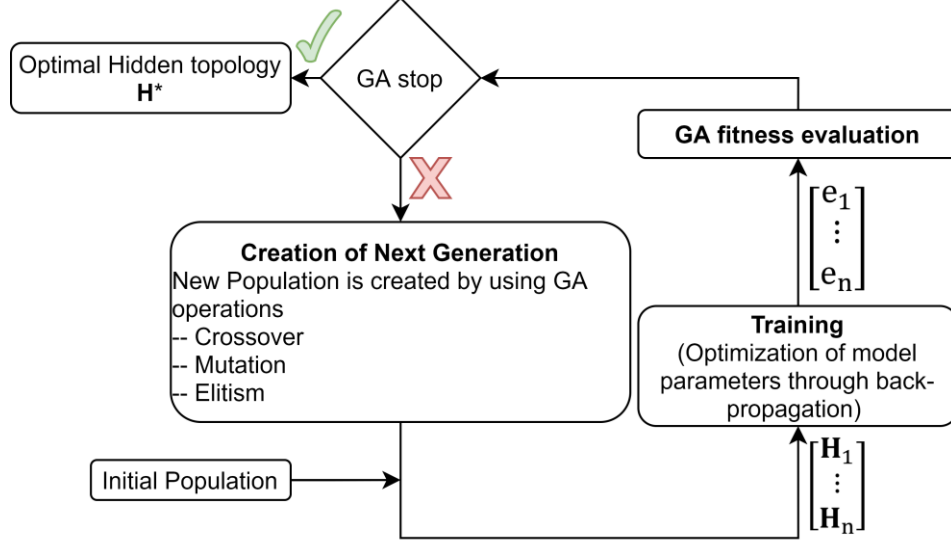 Optimal Hidden topology
H*
GA stop
GA fitness evaluation
e1
⋮
en
Creation of Next Generation
New Population is created by using GA
operations
-- Crossover
-- Mutation
-- Elitism
Training
(Optimization of model
parameters through back-
propagation)
Initial Population
H1
⋮
Hn